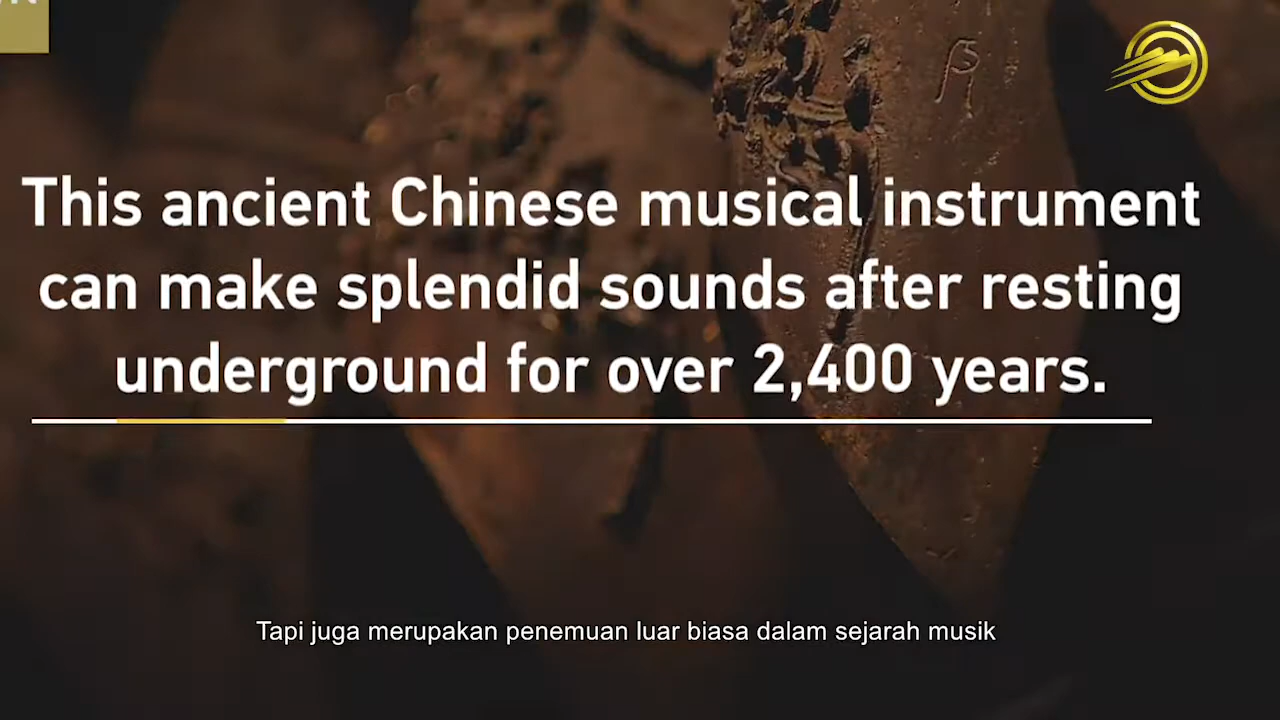 This ancient Chinese musical instrument
can make splendid sounds after resting
underground for over 2,400 years.
Tapi juga merupakan penemuan luar biasa dalam sejarah musik